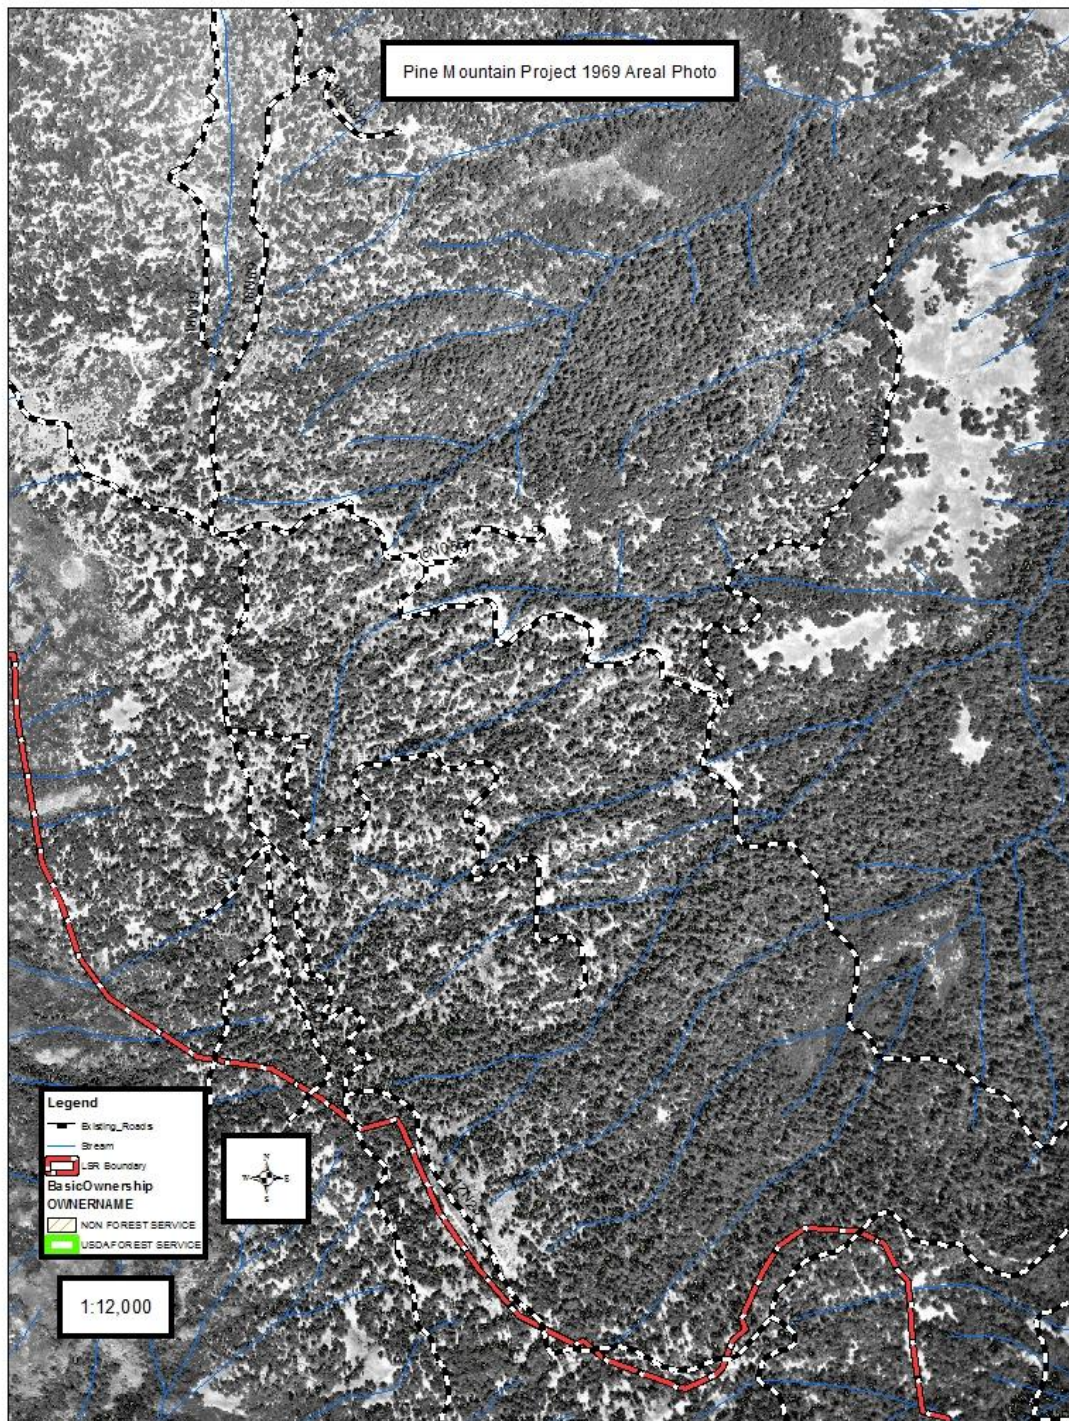 Pine Mountain Project 1969 Areal Photo
Legend
Existing_Roads
Stream
LSR Boundary
BasicOwnership
OWNERNAME
NON FOREST SERVICE
USDA FOREST SERVICE
N
W
E
S
1:12,000